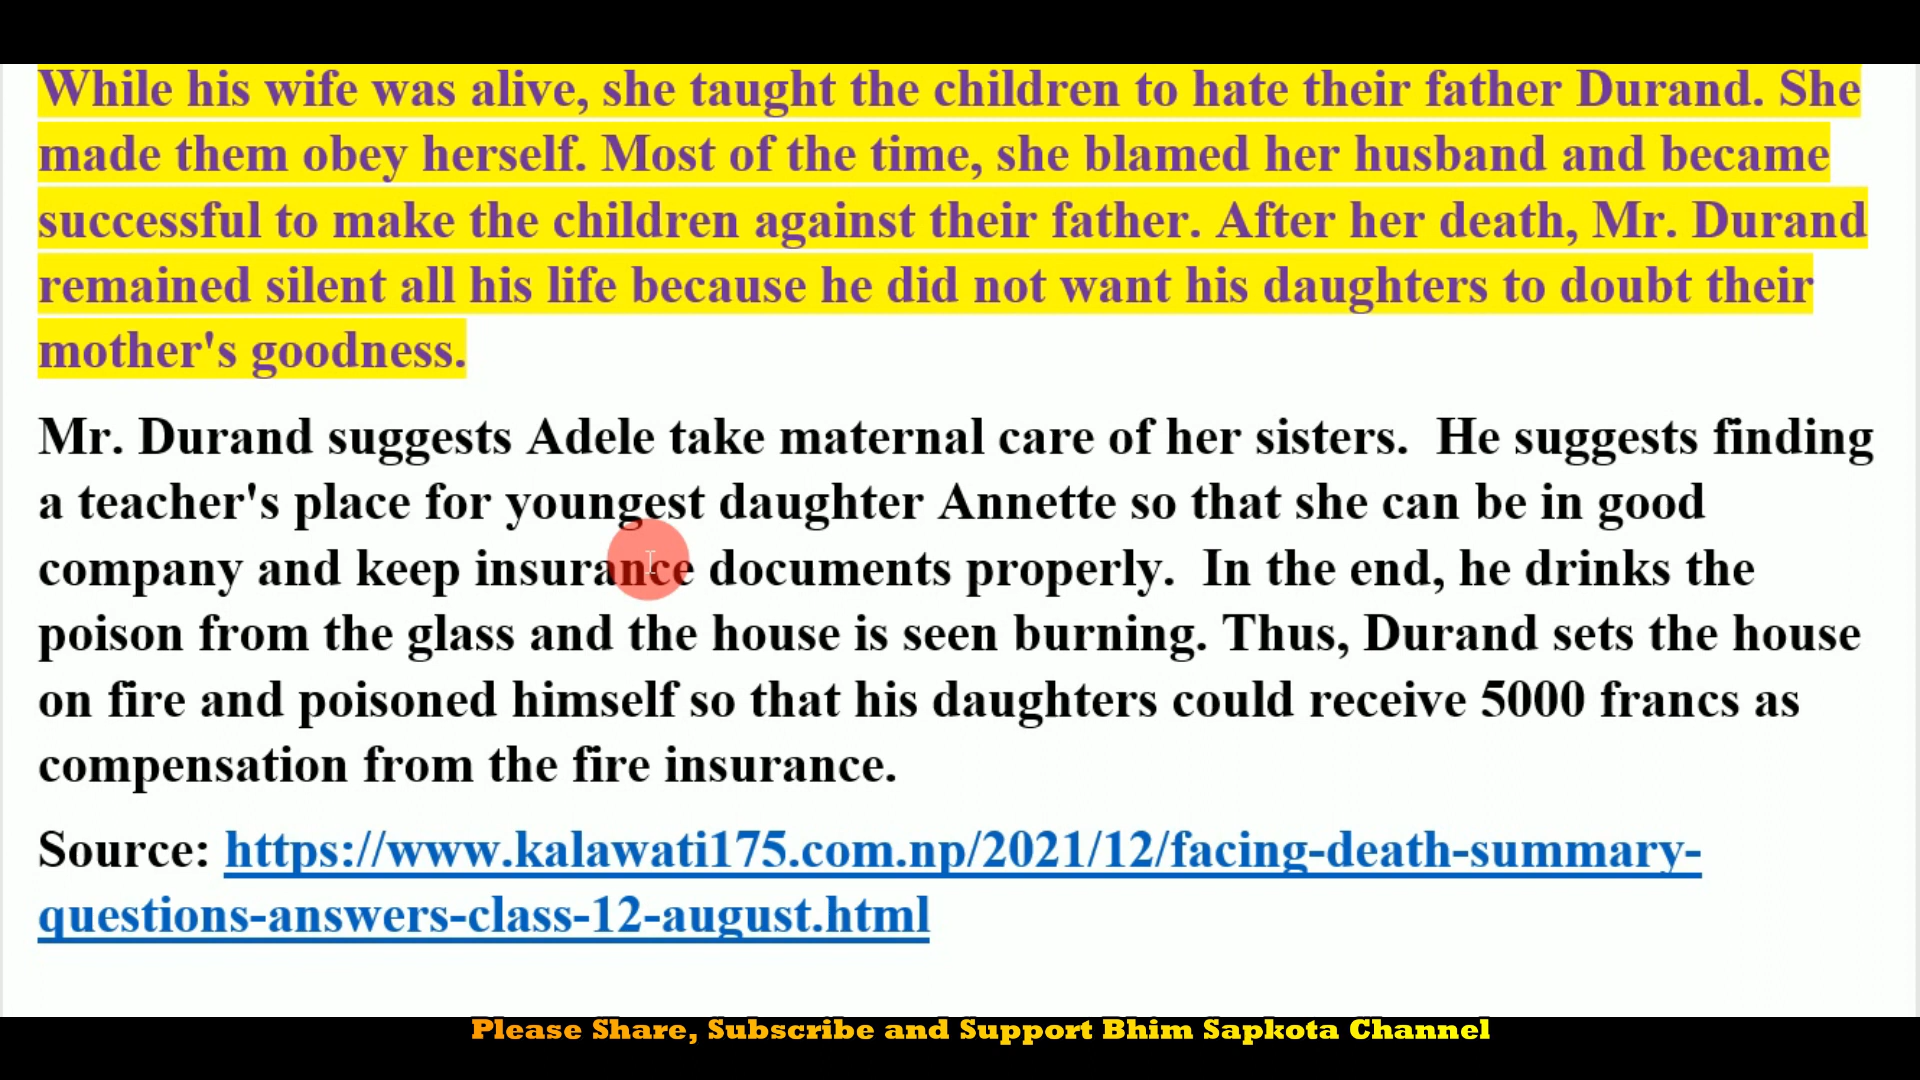 While his wife was alive, she taught the children to hate their father Durand. She
made them obey herself. Most of the time, she blamed her husband and became
successful to make the children against their father. After her death, Mr. Durand
remained silent all his life because he did not want his daughters to doubt their
mother's goodness.
Mr. Durand suggests Adele take maternal care of her sisters.  He suggests finding
a teacher's place for youngest daughter Annette so that she can be in good
company and keep insurance documents properly.  In the end, he drinks the
poison from the glass and the house is seen burning. Thus, Durand sets the house
on fire and poisoned himself so that his daughters could receive 5000 francs as
compensation from the fire insurance.
Source: https://www.kalawati175.com.np/2021/12/facing-death-summary-
questions-answers-class-12-august.html
Please Share, Subscribe and Support Bhim Sapkota Channel